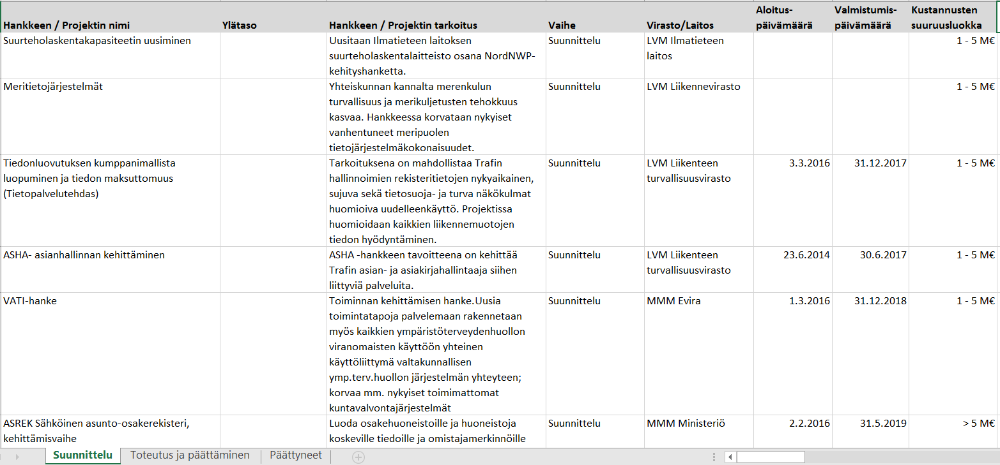 Hankkeen / Projektin nimi
Ylätaso
Hankkeen / Projektin tarkoitus
Vaihe
Virasto/Laitos
Aloitus-
päivämäärä
Valmistumis-
päivämäärä
Kustannusten
suuruusluokka
Suurteholaskentakapasiteetin uusiminen
Uusitaan Ilmatieteen laitoksen
suurteholaskentalaitteisto osana NordNWP-
kehityshanketta.
Suunnittelu
LVM Ilmatieteen
laitos
1 - 5 M€
Meritietojärjestelmät
Yhteiskunnan kannalta merenkulun
turvallisuus ja merikuljetusten tehokkuus
kasvaa. Hankkeessa korvataan nykyiset
vanhentuneet meripuolen
tietojärjestelmäkokonaisuudet.
Suunnittelu
LVM Liikennevirasto
1 - 5 M€
Tiedonluovutuksen kumppanimallista
luopuminen ja tiedon maksuttomuus
(Tietopalvelutehdas)
Tarkoituksena on mahdollistaa Trafin
hallinnoimien rekisteritietojen nykyaikainen,
sujuva sekä tietosuoja- ja turva näkökulmat
huomioiva uudelleenkäyttö. Projektissa
huomioidaan kaikkien liikennemuotojen
tiedon hyödyntäminen.
Suunnittelu
LVM Liikenteen
turvallisuusvirasto
3.3.2016
31.12.2017
1 - 5 M€
ASHA- asianhallinnan kehittäminen
ASHA -hankkeen tavoitteena on kehittää
Trafin asian- ja asiakirjahallintaaja siihen
liittyviä palveluita.
Suunnittelu
LVM Liikenteen
turvallisuusvirasto
23.6.2014
30.6.2017
1 - 5 M€
VATI-hanke
Toiminnan kehittämisen hanke.Uusia
toimintatapoja palvelemaan rakennetaan
myös kaikkien ympäristöterveydenhuollon
viranomaisten käyttöön yhteinen
käyttöliittymä valtakunnallisen
ymp.terv.huollon järjestelmän yhteyteen;
korvaa mm. nykyiset toimimattomat
kuntavalvontajärjestelmät
Suunnittelu
MMM Evira
1.3.2016
31.12.2018
1 - 5 M€
ASREK Sähköinen asunto-osakerekisteri,
kehittämisvaihe
Luoda osakehuoneistoille ja huoneistoja
koskeville tiedoille ja omistajamerkinnöille
Suunnittelu
MMM Ministeriö
2.2.2016
31.5.2019
> 5 M€
Suunnittelu
Toteutus ja päättäminen
Päättyneet